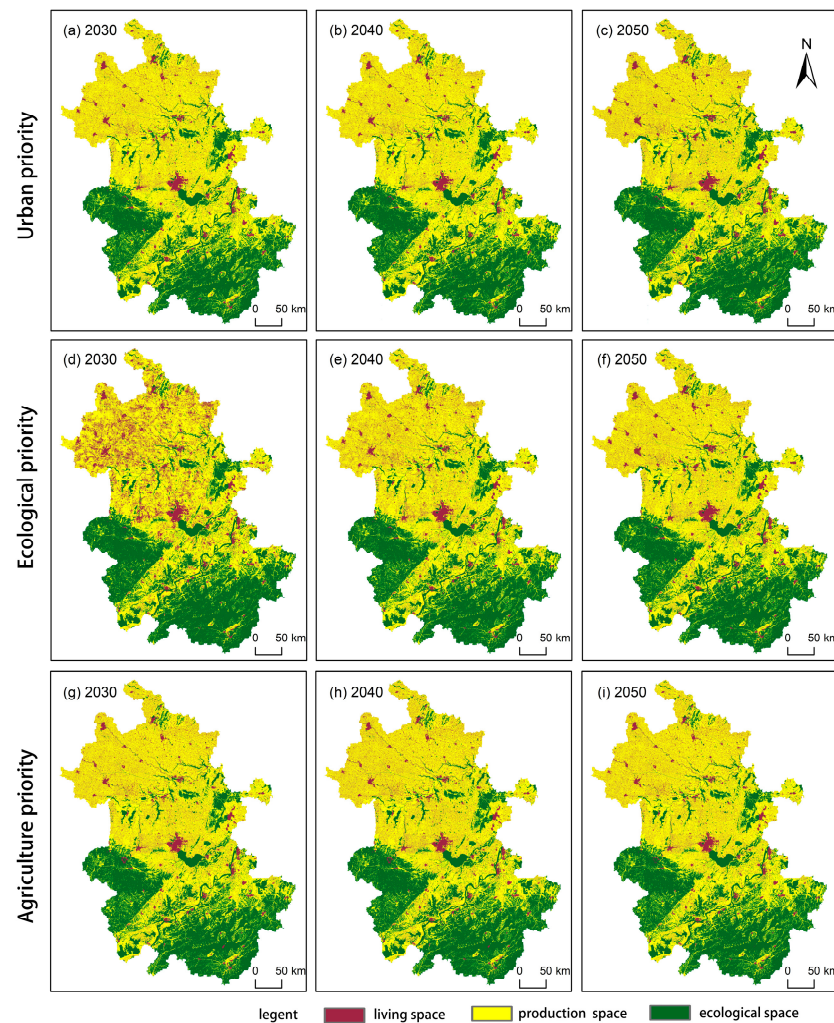 (a) 2030
(b) 2040
(c) 2050
N
Urban priority
0 50 km
0 50 km
0 50 km
(d) 2030
(e) 2040
(f) 2050
Ecological priority
0 50 km
0 50 km
0 50 km
(g) 2030
(h) 2040
(i) 2050
Agriculture priority
0 50 km
0 50 km
0 50 km
legent living space production space ecological space